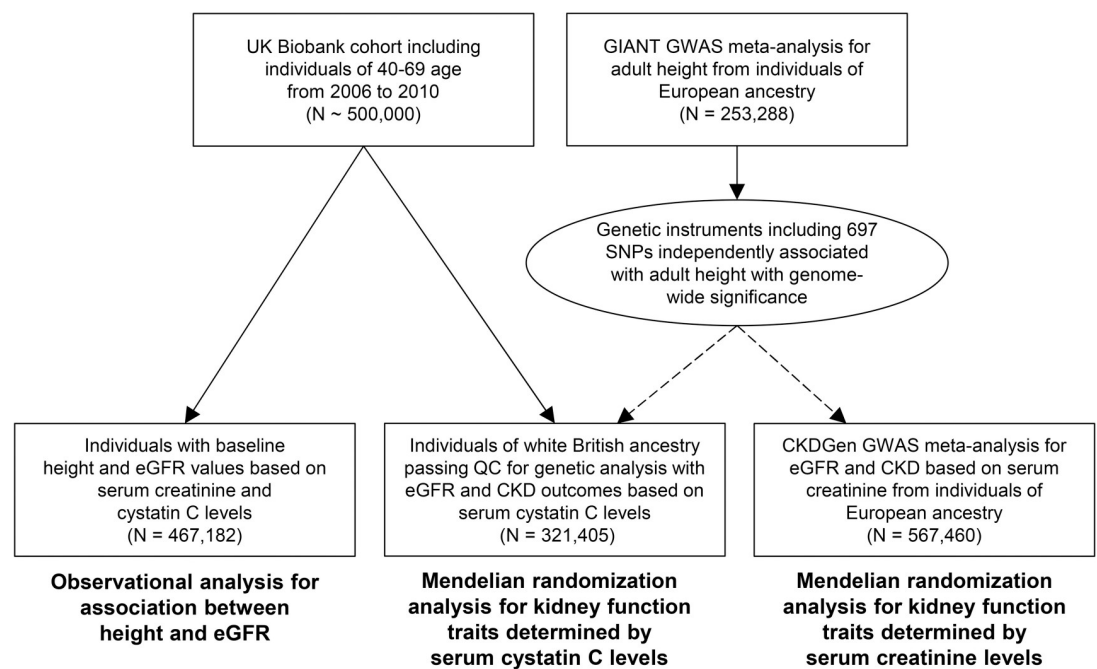 UK Biobank cohort including
individuals of 40-69 age
from 2006 to 2010
(N ~ 500,000)
GIANT GWAS meta-analysis for
adult height from individuals of
European ancestry
(N = 253,288)
Genetic instruments including 697
SNPs independently associated
with adult height with genome-
wide significance
Individuals with baseline
height and eGFR values based on
serum creatinine and
cystatin C levels
(N = 467,182)
Individuals of white British ancestry
passing QC for genetic analysis with
eGFR and CKD outcomes based on
serum cystatin C levels
(N = 321,405)
CKDGen GWAS meta-analysis for
eGFR and CKD based on serum
creatinine from individuals of
European ancestry
(N = 567,460)
Observational analysis for
association between
height and eGFR
Mendelian randomization
analysis for kidney function
traits determined by
serum cystatin C levels
Mendelian randomization
analysis for kidney function
traits determined by
serum creatinine levels